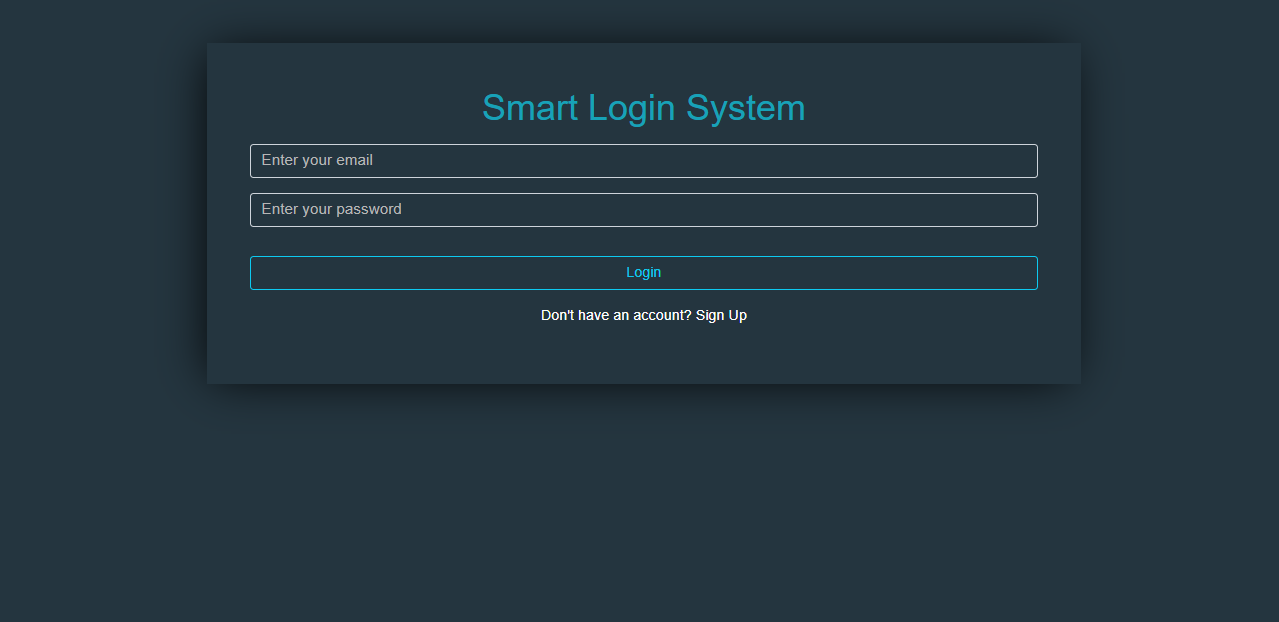 Smart Login System
Enter your email
Enter your password
Login
Don't have an account? Sign Up